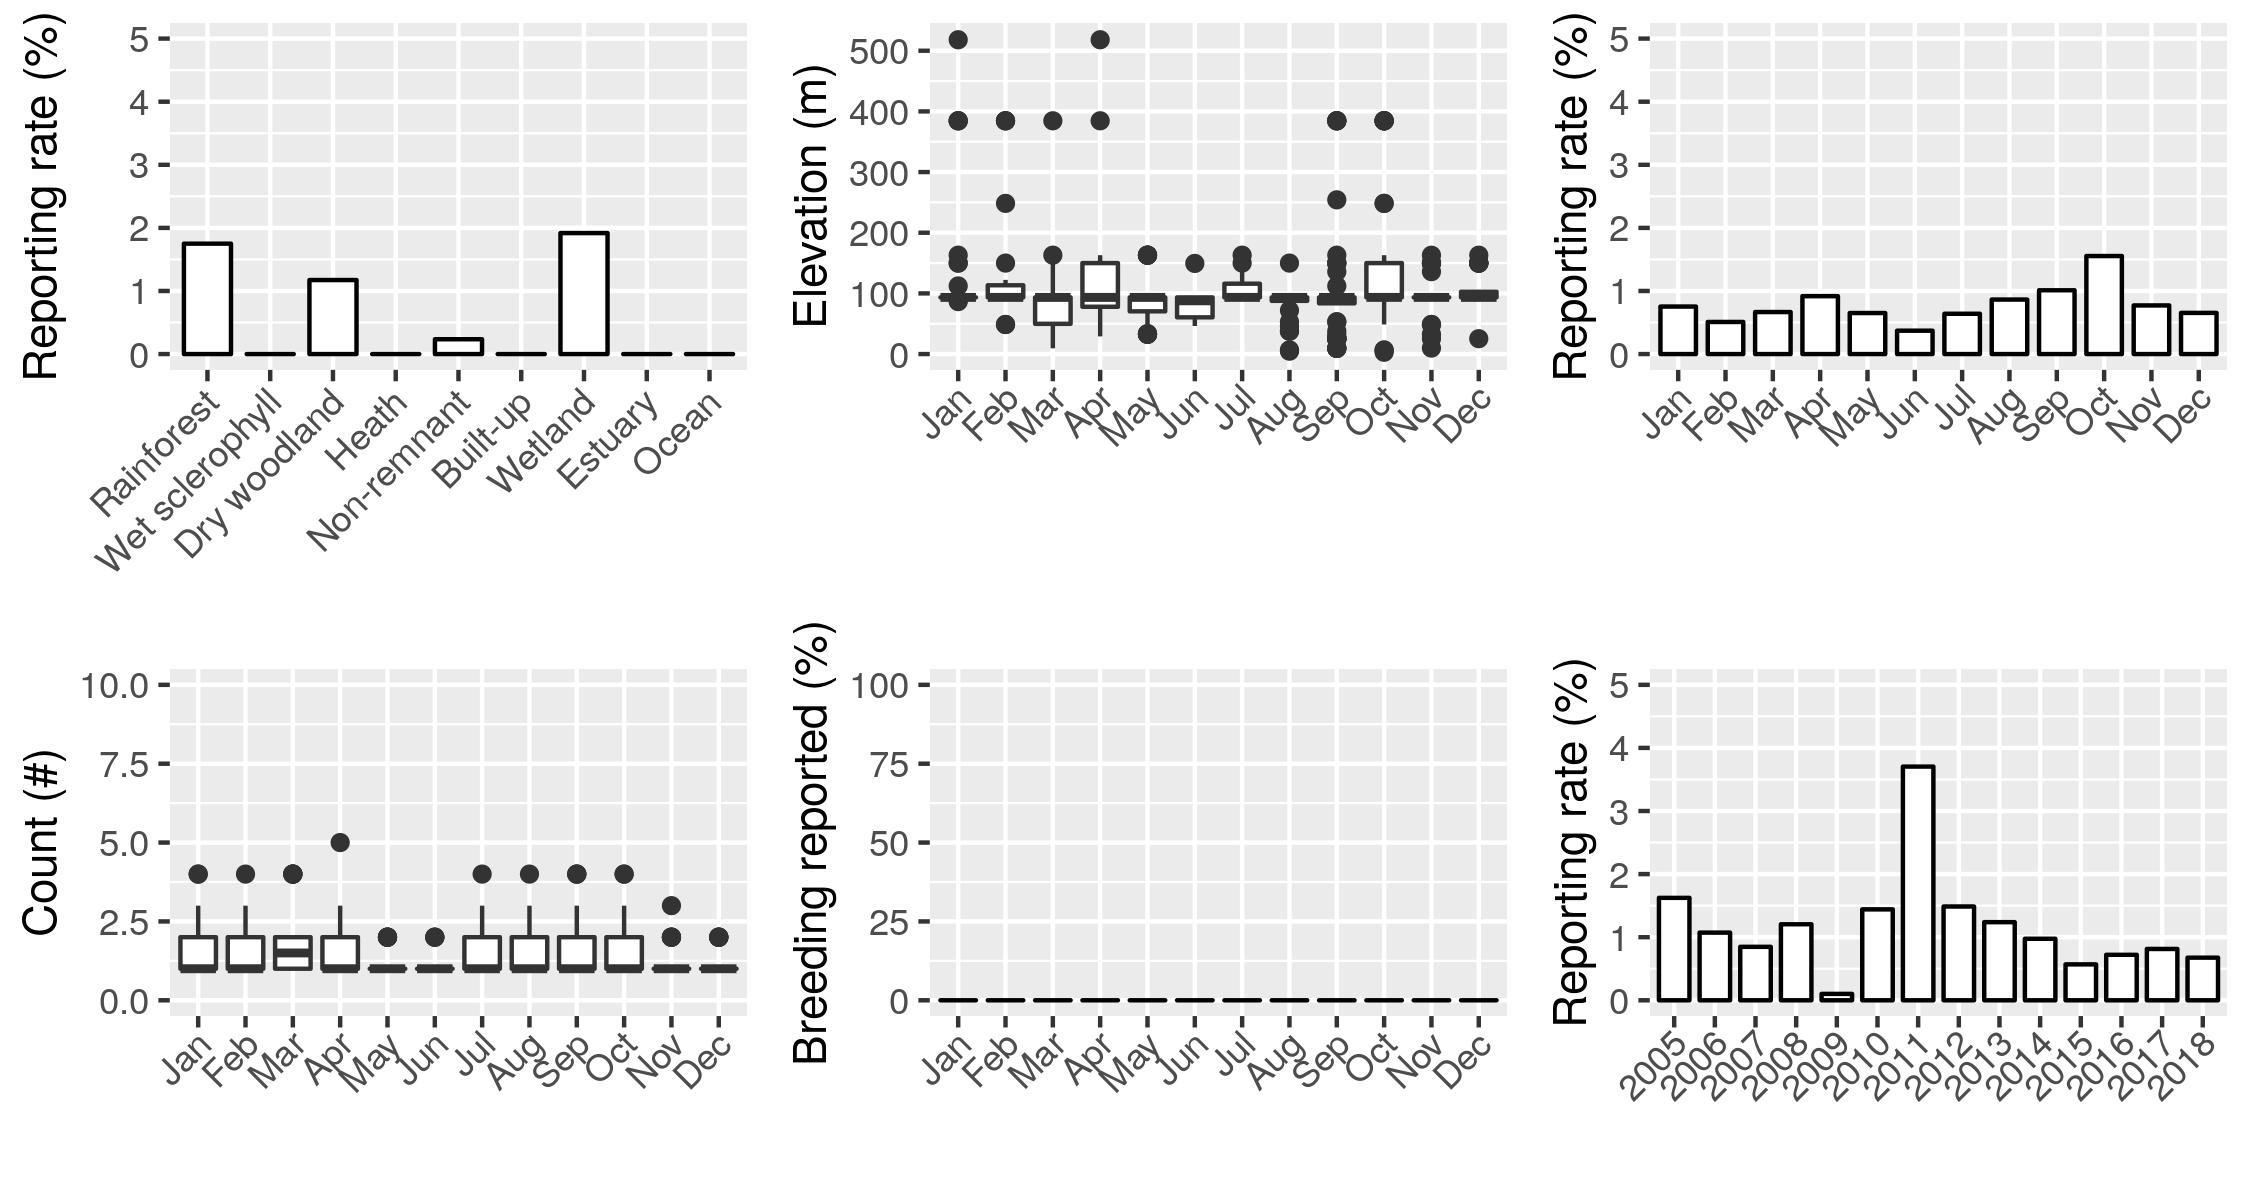 Reporting rate (%)
5
4
3
2
1
0
Rainforest
Wet sclerophyll
Dry woodland
Heath
Non-remnant
Built-up
Wetland
Estuary
Ocean
Elevation (m)
500
400
300
200
100
0
Jan
Feb
Mar
Apr
May
Jun
Jul
Aug
Sep
Oct
Nov
Dec
Reporting rate (%)
5
4
3
2
1
0
Jan
Feb
Mar
Apr
May
Jun
Jul
Aug
Sep
Oct
Nov
Dec
Count (#)
10.0
7.5
5.0
2.5
0.0
Jan
Feb
Mar
Apr
May
Jun
Jul
Aug
Sep
Oct
Nov
Dec
Breeding reported (%)
100
75
50
25
0
Jan
Feb
Mar
Apr
May
Jun
Jul
Aug
Sep
Oct
Nov
Dec
Reporting rate (%)
5
4
3
2
1
0
2005
2006
2007
2008
2009
2010
2011
2012
2013
2014
2015
2016
2017
2018